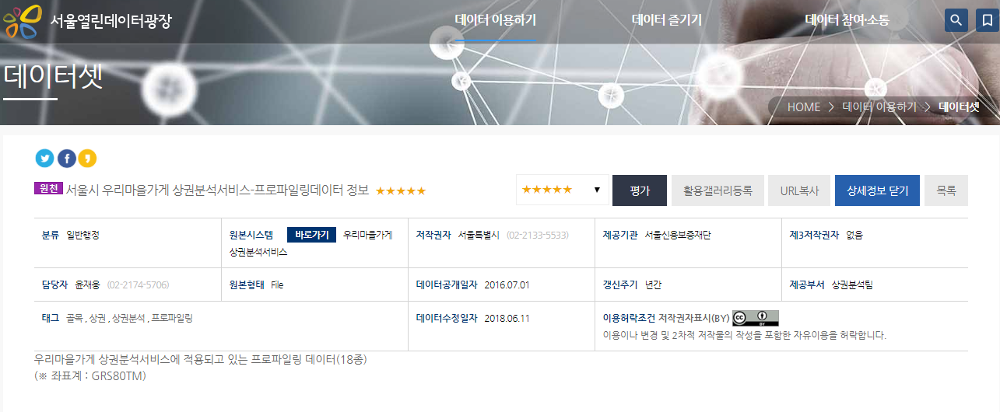 서울열린데이터광장
데이터 이용하기
데이터 즐기기
데이터 참여·소통
데이터셋
HOME > 데이터 이용하기 > 데이터셋
원천 서울시 우리마을가게 상권분석서비스-프로파일링데이터 정보 ★★★★★
★★★★★ ▼
평가
활용갤러리등록
URL복사
상세정보 닫기
목록
분류 일반행정
원본시스템 바로가기 우리마을가게
상권분석서비스
저작권자 서울특별시 (02-2133-5533)
제공기관 서울신용보증재단
제3저작권자 없음
담당자 윤재웅 (02-2174-5706)
원본형태 File
데이터공개일자 2016.07.01
갱신주기 년간
제공부서 상권분석팀
태그 골목 , 상권 , 상권분석 , 프로파일링
데이터수정일자 2018.06.11
이용허락조건 저작권자표시(BY) cc BY
이용이나 변경 및 2차적 저작물의 작성을 포함한 자유이용을 허락합니다.
우리마을가게 상권분석서비스에 적용되고 있는 프로파일링 데이터(18종)
(※ 좌표계 : GRS80TM)